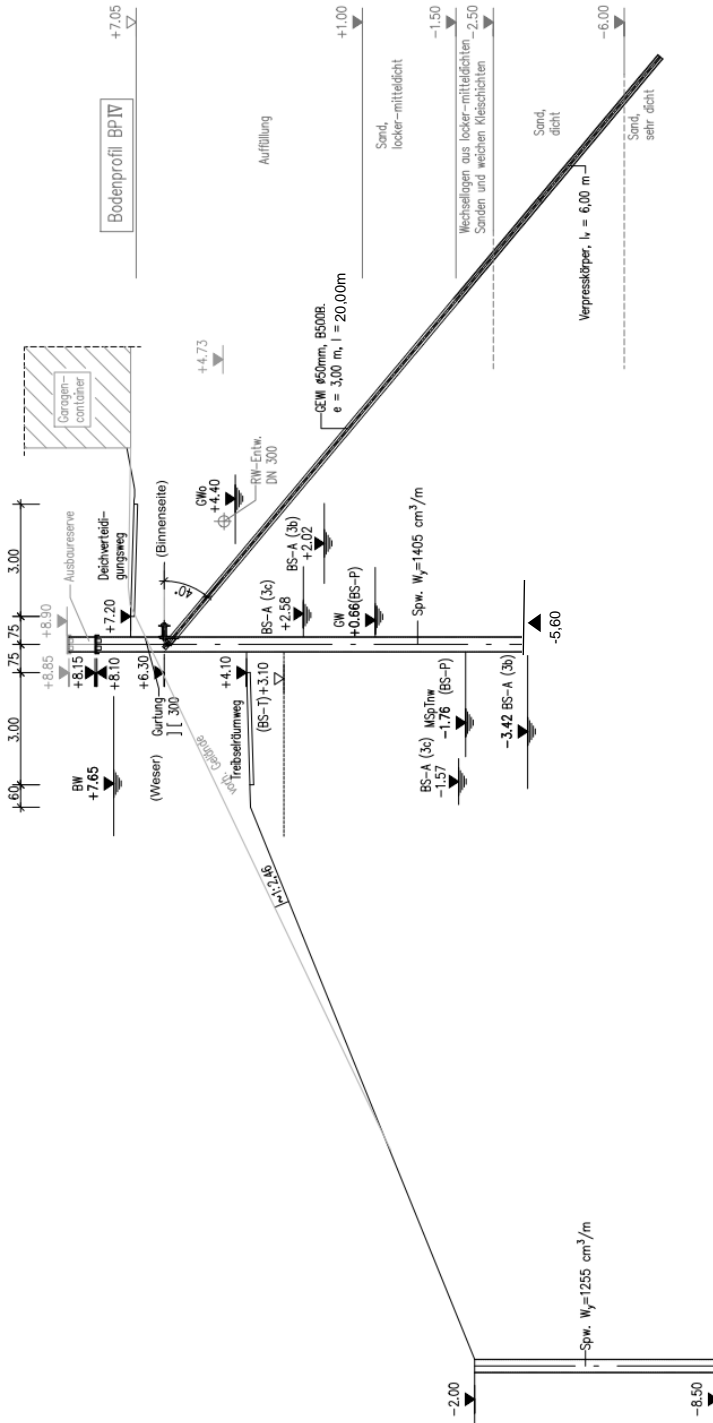 +7.05
Bodenprofil BPIV
Auffüllung
+1.00
Sand,
locker-mitteldicht
-1.50
Wechsellagen aus locker-mitteldichten
Sanden und weichen Kleischichten
-2.50
Sand,
dicht
-6.00
Sand,
sehr dicht
Garagen-
container
+4.73
GEWI ø50mm, B500B.
e = 3,00 m, l = 20,00m
Verpresskörper, lv = 6,00 m
3.00
75
75
3.00
60
Ausbaureserve
+8.90
+8.85
+8.15
+8.10
Deichverteidi-
gungsweg
+7.20
(Binnenseite)
40°
RW-Entw.
DN 300
GWo
+4.40
BS-A (3b)
+2.02
BS-A (3c)
+2.58
GW
+0.66(BS-P)
Spw. Wy=1405 cm³/m
-5,60
BW
+7.65
+6.30
Gurtung
][ 300
(Weser)
vorh. Gelände
+4.10
Treibselräumweg
(BS-T)+3.10
MSpTnw
-1.76 (BS-P)
BS-A (3c)
-1.57
-3.42 BS-A (3b)
~1:2,46
-2.00
Spw. Wy=1255 cm³/m
-8.50